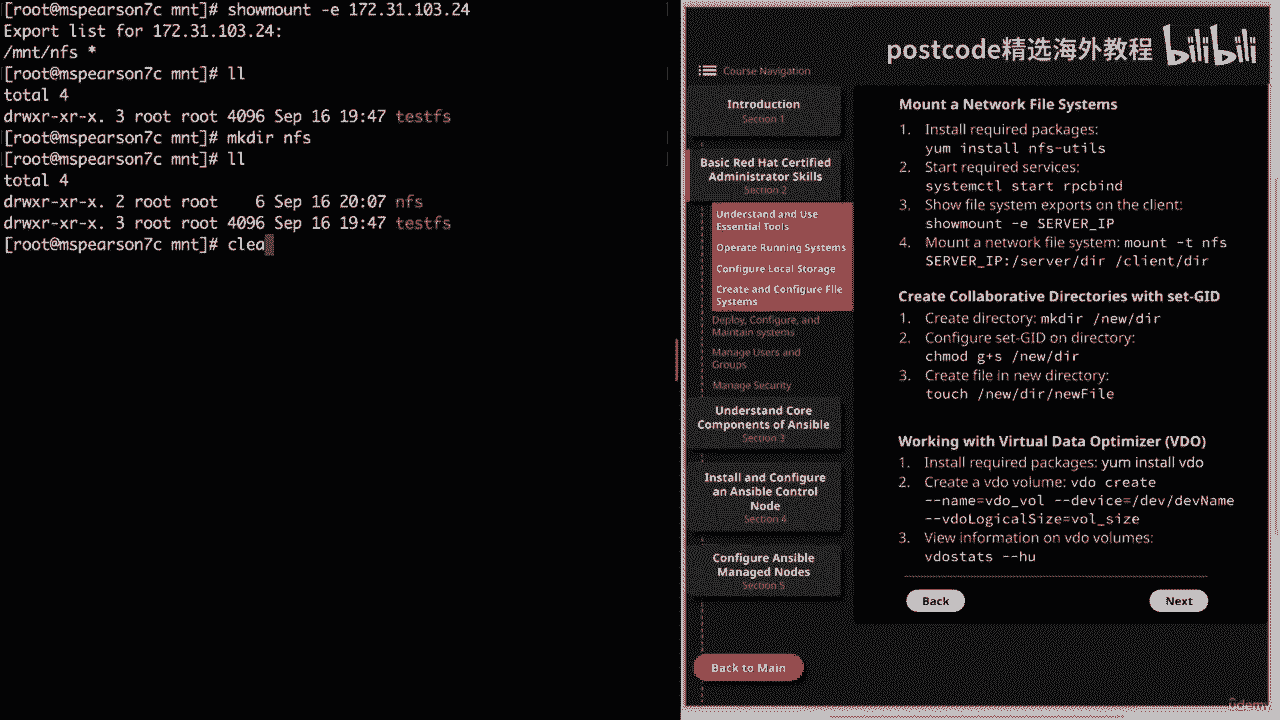 [root@mspearson7c mnt]# showmount -e 172.31.103.24
Export list for 172.31.103.24:
/mnt/nfs *
[root@mspearson7c mnt]# ll
total 4
drwxr-xr-x. 3 root root 4096 Sep 16 19:47 testfs
[root@mspearson7c mnt]# mkdir nfs
[root@mspearson7c mnt]# ll
total 4
drwxr-xr-x. 2 root root    6 Sep 16 20:07 nfs
drwxr-xr-x. 3 root root 4096 Sep 16 19:47 testfs
[root@mspearson7c mnt]# clea
postcode精选海外教程 bilibili
Course Navigation
Introduction
Section 1
Basic Red Hat Certified
Administrator Skills
Section 2
Understand and Use
Essential Tools
Operate Running Systems
Configure Local Storage
Create and Configure File
Systems
Deploy, Configure, and
Maintain systems
Manage Users and
Groups
Manage Security
Understand Core
Components of Ansible
Section 3
Install and Configure
an Ansible Control
Node
Section 4
Configure Ansible
Managed Nodes
Section 5
Back to Main
Mount a Network File Systems
1. Install required packages:
yum install nfs-utils
2. Start required services:
systemctl start rpcbind
3. Show file system exports on the client:
showmount -e SERVER_IP
4. Mount a network file system: mount -t nfs
SERVER_IP:/server/dir /client/dir
Create Collaborative Directories with set-GID
1. Create directory: mkdir /new/dir
2. Configure set-GID on directory:
chmod g+s /new/dir
3. Create file in new directory:
touch /new/dir/newFile
Working with Virtual Data Optimizer (VDO)
1. Install required packages: yum install vdo
2. Create a vdo volume: vdo create
--name=vdo_vol --device=/dev/devName
--vdoLogicalSize=vol_size
3. View information on vdo volumes:
vdostats --hu
Back
Next
ûdemy